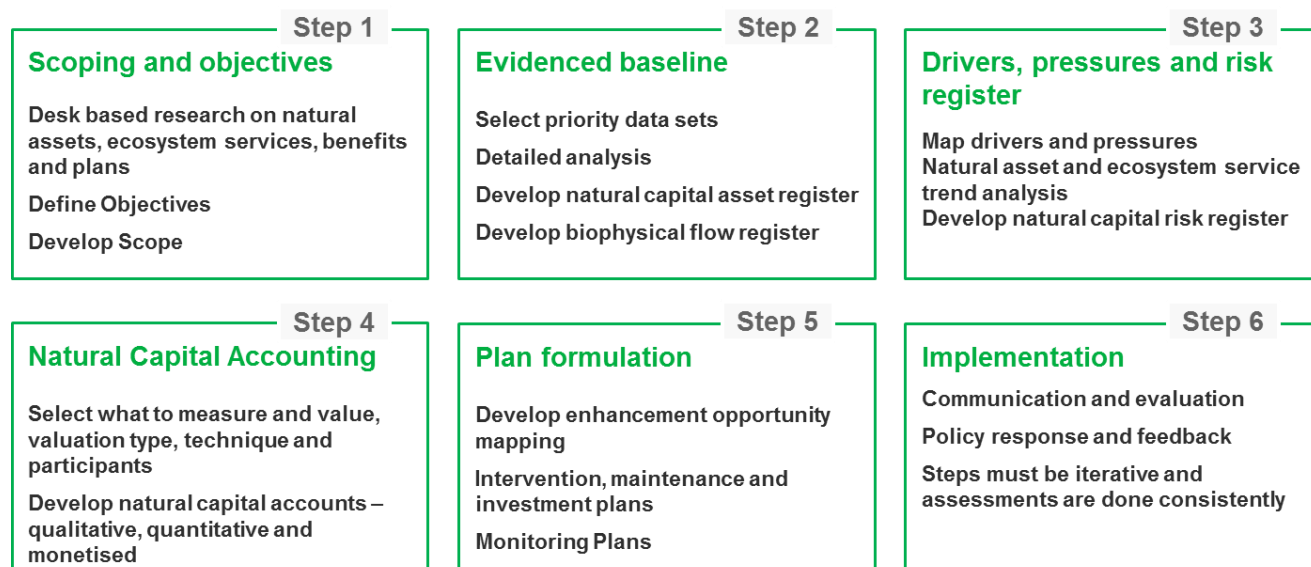 Step 1
Scoping and objectives
Desk based research on natural
assets, ecosystem services, benefits
and plans
Define Objectives
Develop Scope
Step 2
Evidenced baseline
Select priority data sets
Detailed analysis
Develop natural capital asset register
Develop biophysical flow register
Step 3
Drivers, pressures and risk
register
Map drivers and pressures
Natural asset and ecosystem service
trend analysis
Develop natural capital risk register
Step 4
Natural Capital Accounting
Select what to measure and value,
valuation type, technique and
participants
Develop natural capital accounts –
qualitative, quantitative and
monetised
Step 5
Plan formulation
Develop enhancement opportunity
mapping
Intervention, maintenance and
investment plans
Monitoring Plans
Step 6
Implementation
Communication and evaluation
Policy response and feedback
Steps must be iterative and
assessments are done consistently